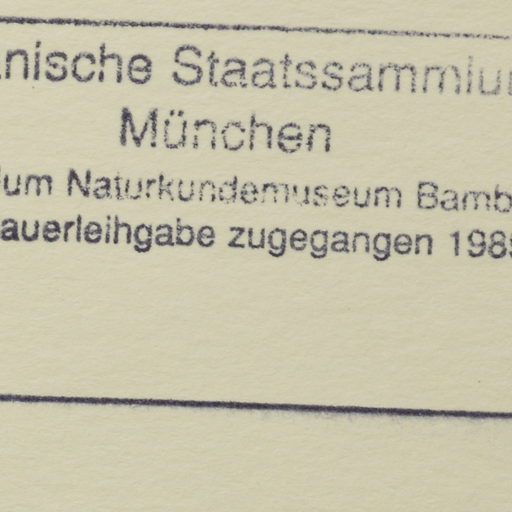 nische Staatssammlu
München
um Naturkundemuseum Bamb
auerleihgabe zugegangen 198